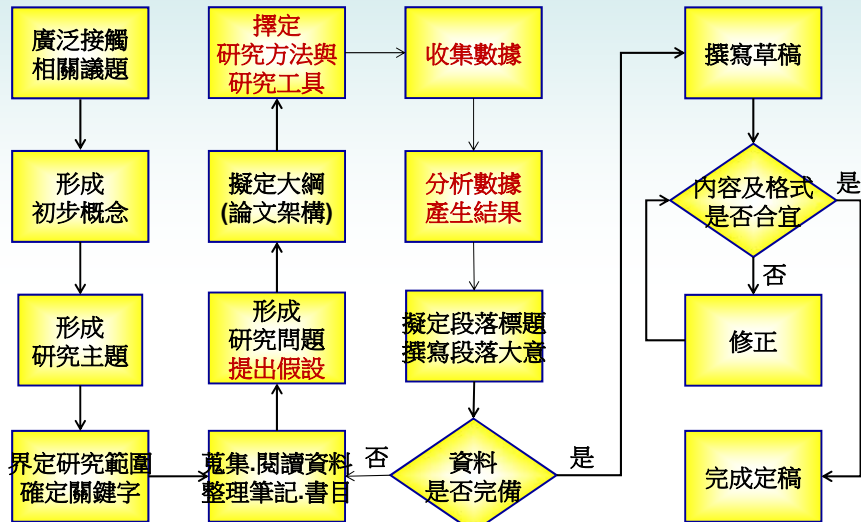 廣泛接觸
相關議題
形成
初步概念
形成
研究主題
界定研究範圍
確定關鍵字
蒐集.閱讀資料
整理筆記.書目
形成
研究問題
提出假設
擬定大綱
(論文架構)
擇定
研究方法與
研究工具
收集數據
分析數據
產生結果
擬定段落標題
撰寫段落大意
資料
是否完備
否
是
撰寫草稿
內容及格式
是否合宜
是
否
修正
完成定稿